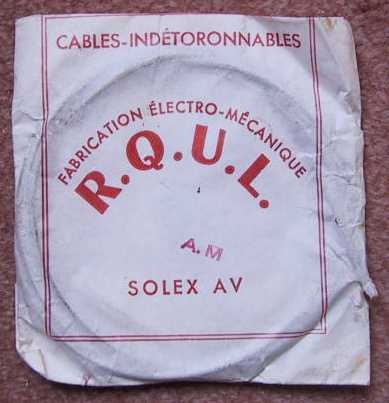 CABLES-INDÉTORONNABLES
FABRICATION ÉLECTRO-MÉCANIQUE
R.Q.U.L.
A.M
SOLEX AV